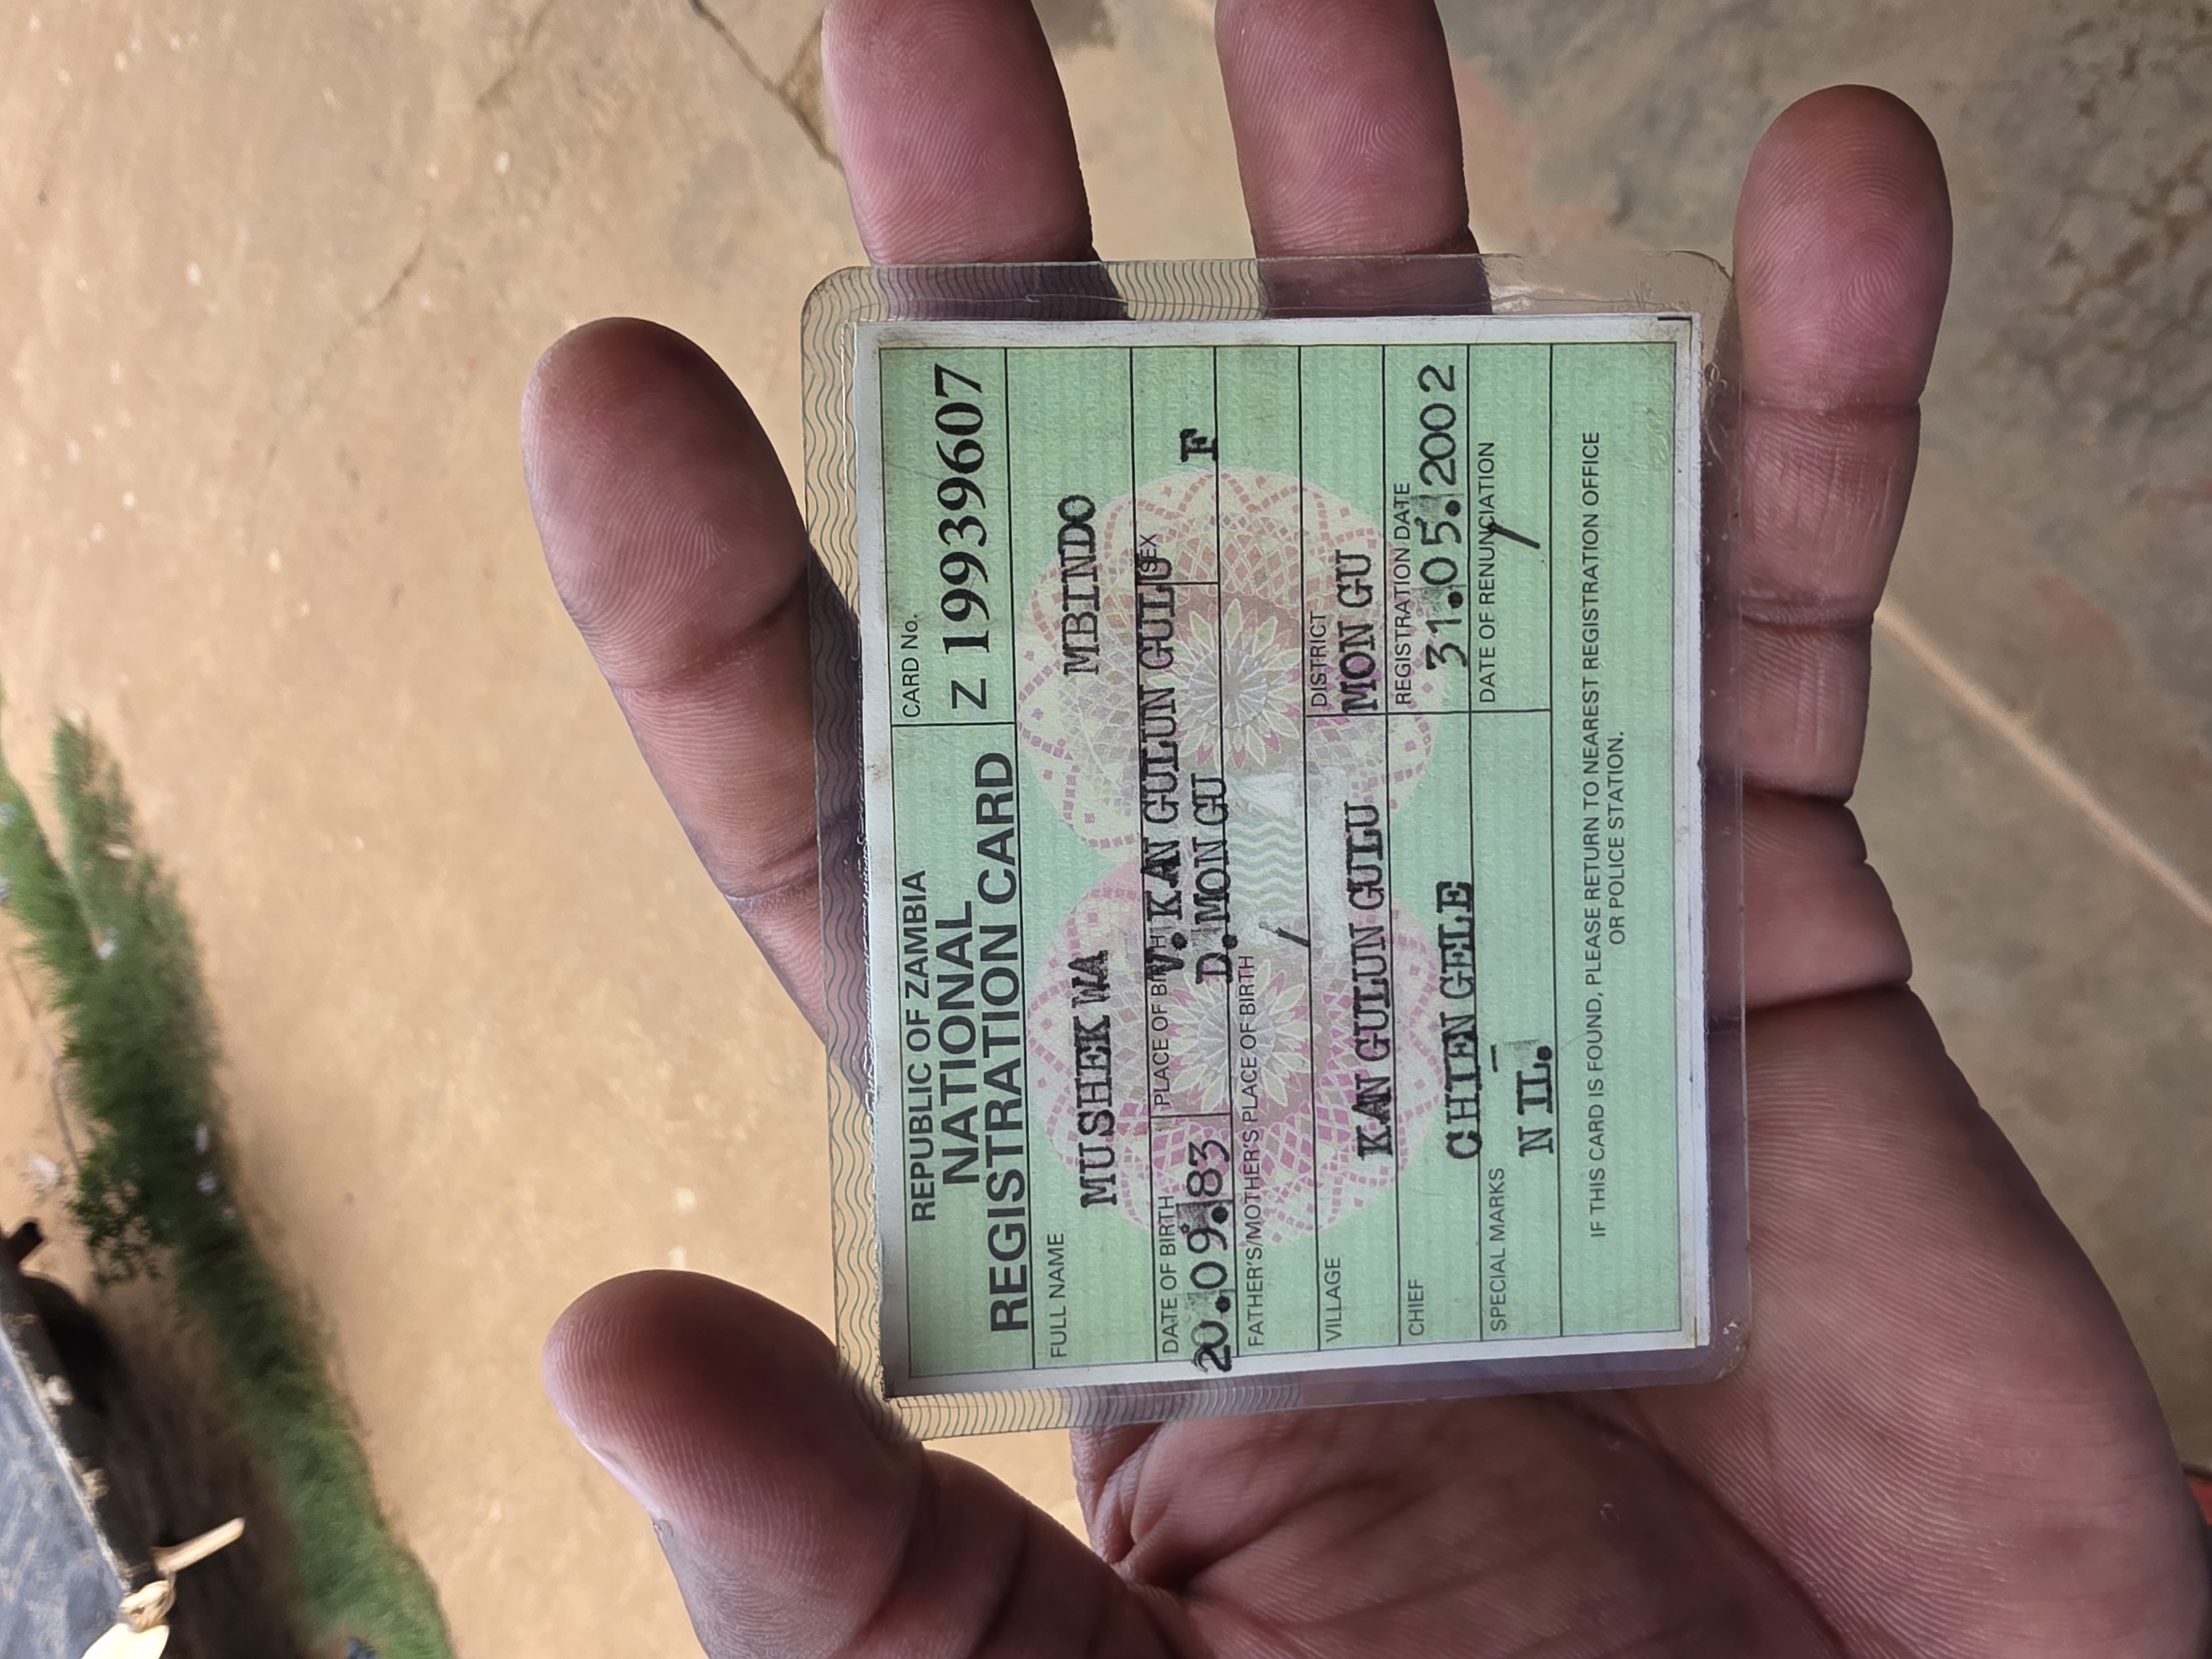 REPUBLIC OF ZAMBIA
NATIONAL
REGISTRATION CARD
CARD No.
Z 19939607
FULL NAME
MUSHEKWA MBINDO
DATE OF BIRTH
20.09.83
PLACE OF BIRTH
V. KAN GULUN GULU
D. MON GU
SEX
F
FATHER'S/MOTHER'S PLACE OF BIRTH
/
VILLAGE
KAN GULUN GULU
DISTRICT
MON GU
CHIEF
CHIEN GELE
REGISTRATION DATE
31.05.2002
SPECIAL MARKS
NIL.
DATE OF RENUNCIATION
/
IF THIS CARD IS FOUND, PLEASE RETURN TO NEAREST REGISTRATION OFFICE
OR POLICE STATION.